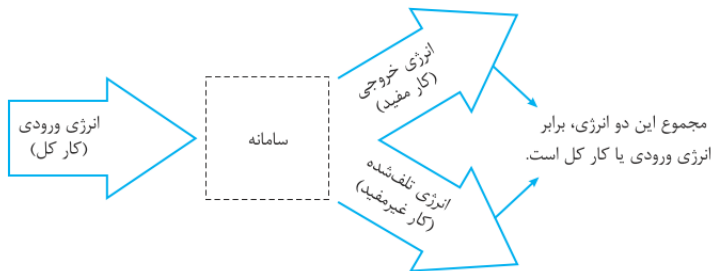 انرژی ورودی
(کار کل)
سامانه
انرژی خروجی
(کار مفید)
انرژی تلف‌شده
(کار غیرمفید)
مجموع این دو انرژی، برابر
انرژی ورودی یا کار کل است.